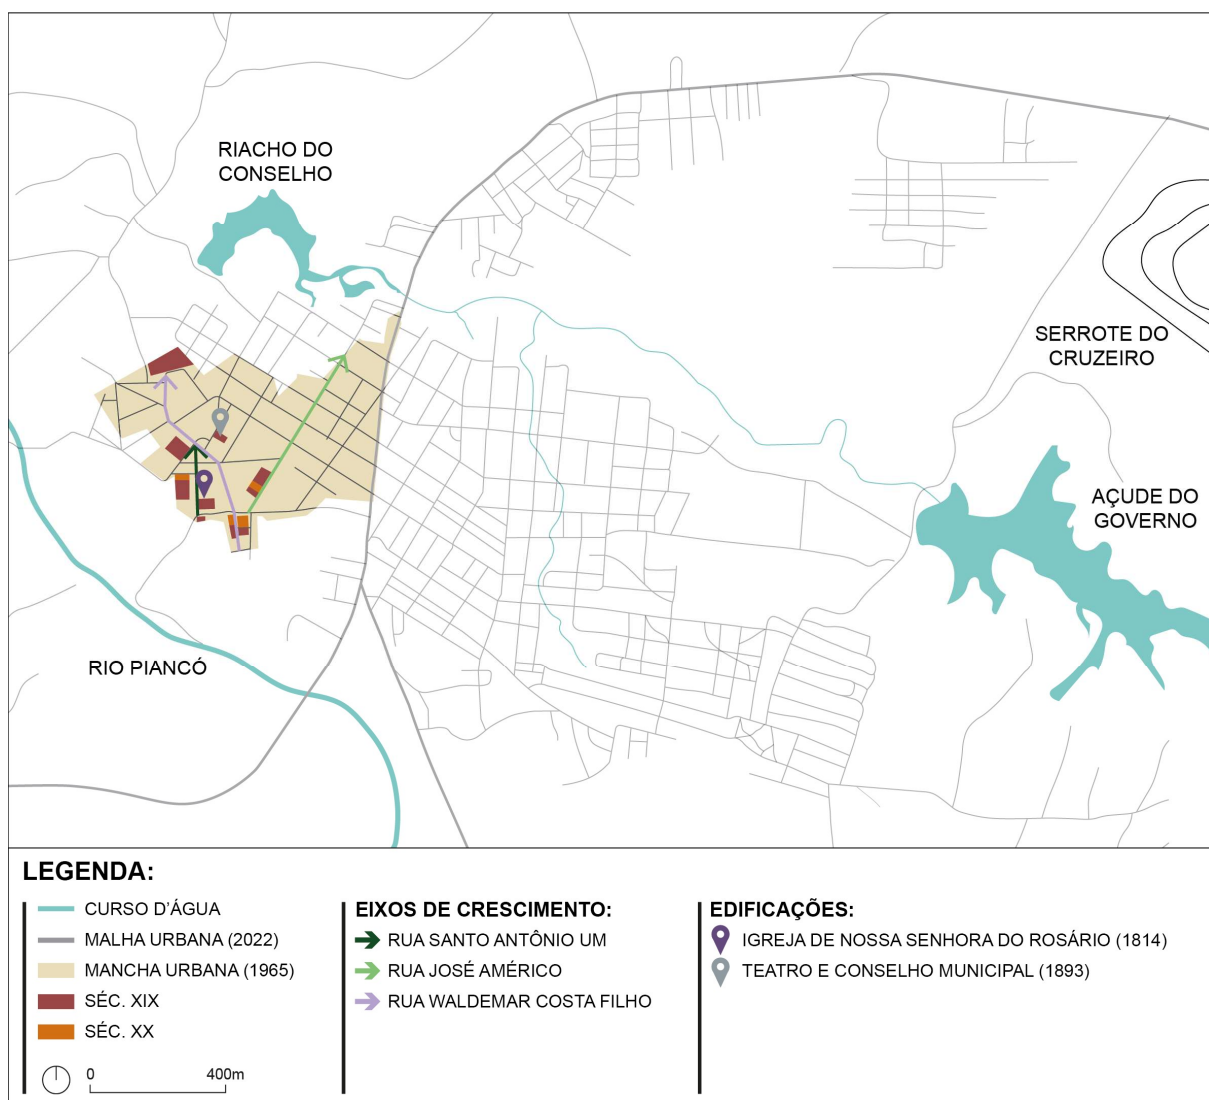 RIACHO DO
CONSELHO
SERROTE DO
CRUZEIRO
AÇUDE DO
GOVERNO
RIO PIANCÓ
LEGENDA:
CURSO D'ÁGUA
MALHA URBANA (2022)
MANCHA URBANA (1965)
SÉC. XIX
SÉC. XX
0 400m
EIXOS DE CRESCIMENTO:
RUA SANTO ANTÔNIO UM
RUA JOSÉ AMÉRICO
RUA WALDEMAR COSTA FILHO
EDIFICAÇÕES:
IGREJA DE NOSSA SENHORA DO ROSÁRIO (1814)
TEATRO E CONSELHO MUNICIPAL (1893)